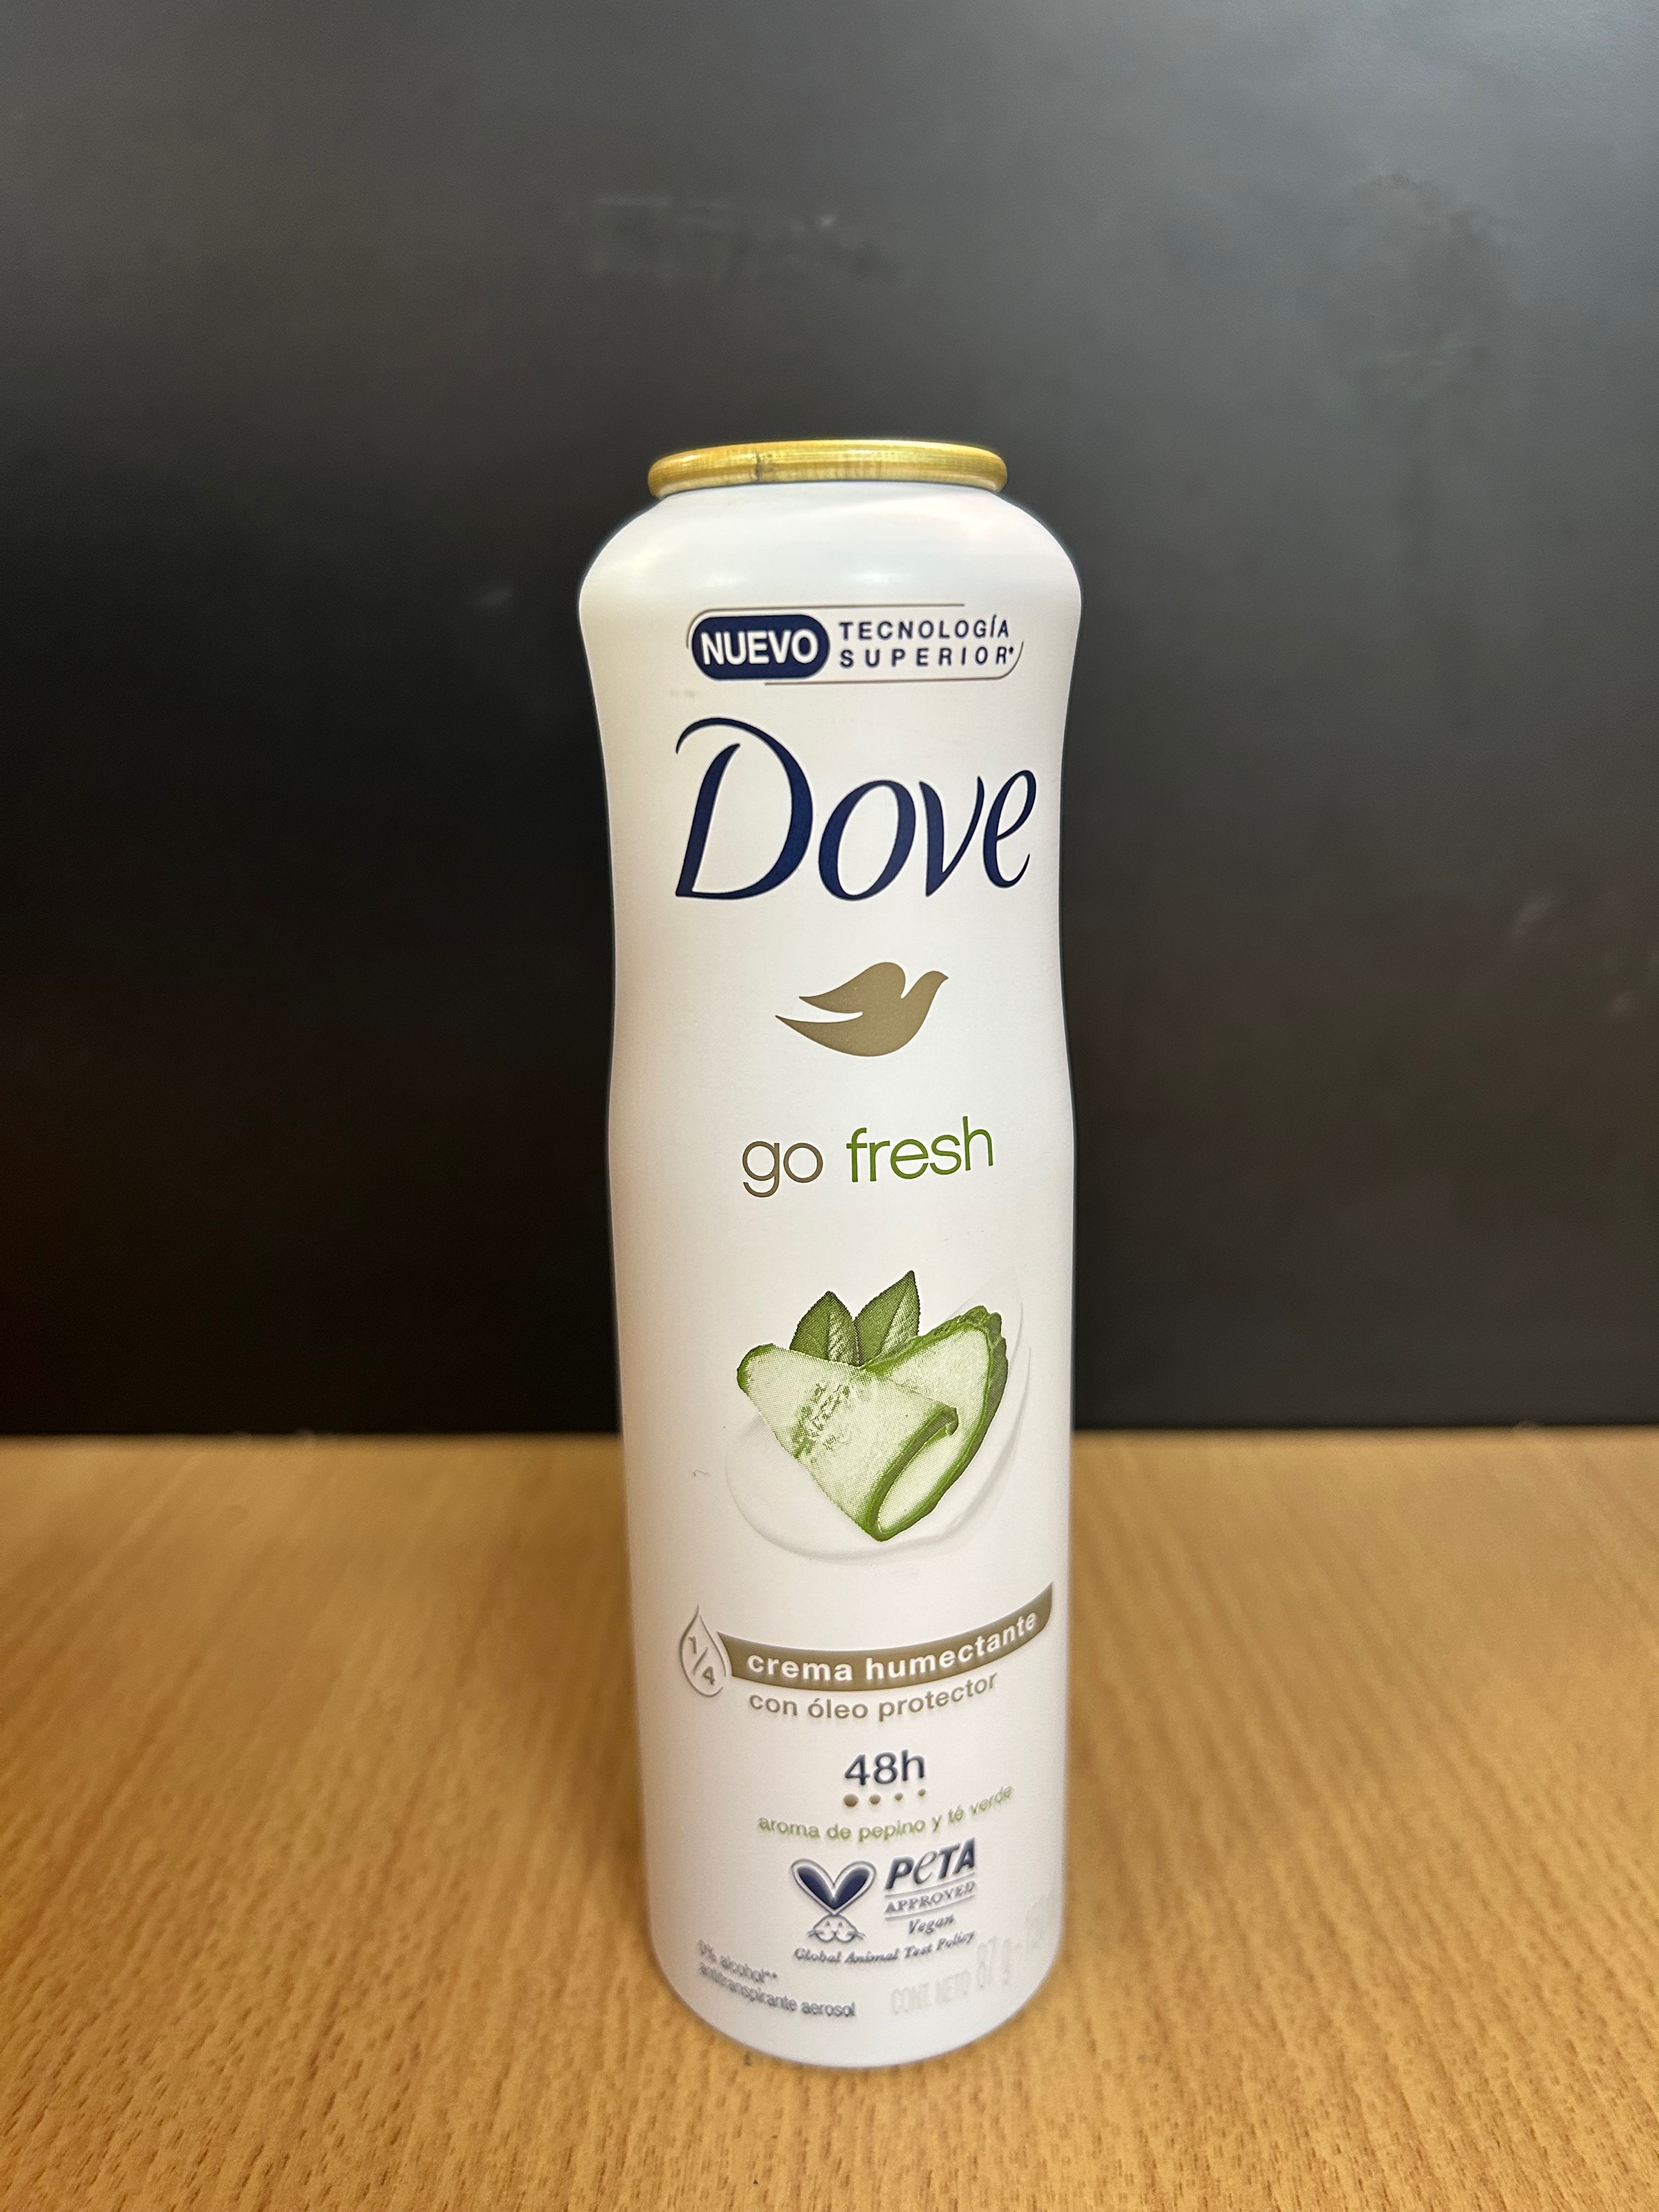 NUEVO
TECNOLOGÍA
SUPERIOR*
Dove
go fresh
1/4
crema humectante
con óleo protector
48h
aroma de pepino y té verde
PETA
APPROVED
Vegan
Global Animal Test Policy
0% alcohol**
antitranspirante aerosol
CONT. NETO 87 g